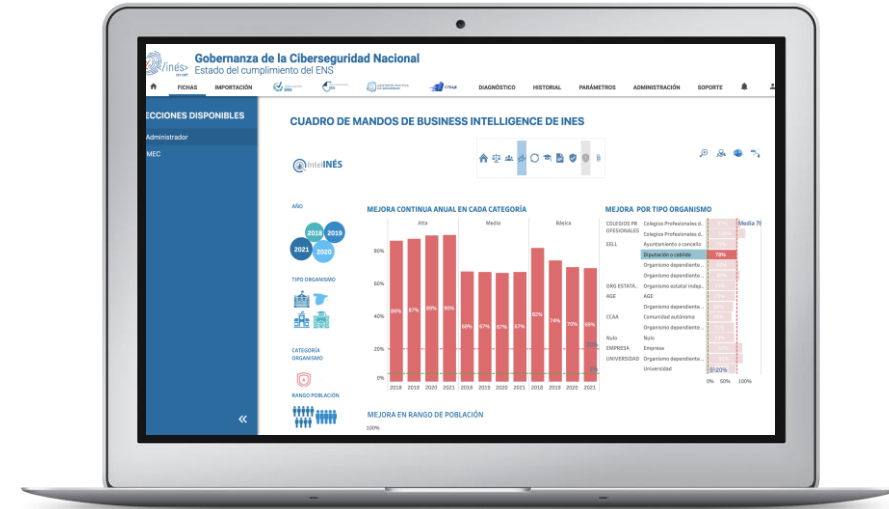 Gobernanza de la Ciberseguridad Nacional
inés>
Estado del cumplimiento del ENS
FICHAS IMPORTACIÓN DIAGNÓSTICO HISTORIAL PARÁMETROS ADMINISTRACIÓN SOPORTE
ECCIONES DISPONIBLES
Administrador
MEC
CUADRO DE MANDOS DE BUSINESS INTELLIGENCE DE INES
IntelINÉS
AÑO
2018 2019
2021 2020
TIPO ORGANISMO
CATEGORÍA
ORGANISMO
RANGO POBLACIÓN
MEJORA CONTINUA ANUAL EN CADA CATEGORÍA
Alta Media Básica
80%
60%
40%
20%
0%
86% 87% 89% 90% 68% 67% 67% 67% 82% 74% 70% 69%
2018 2019 2020 2021 2018 2019 2020 2021 2018 2019 2020 2021
MEJORA POR TIPO ORGANISMO
COLEGIOS PR Colegios Profesionales d.. Media 7
OFESIONALES Colegios Profesionales d..
EELL Ayuntamiento o concello
Diputación o cabildo 78%
Organismo dependiente ..
Organismo dependiente ..
ORG ESTATA.. Organismo estatal indep..
AGE AGE
Organismo dependiente ..
CCAA Comunidad autónoma
Organismo dependiente ..
Nulo Nulo
EMPRESA Empresa
UNIVERSIDAD Organismo dependiente ..
Universidad
0% 50% 100%
MEJORA EN RANGO DE POBLACIÓN
100%